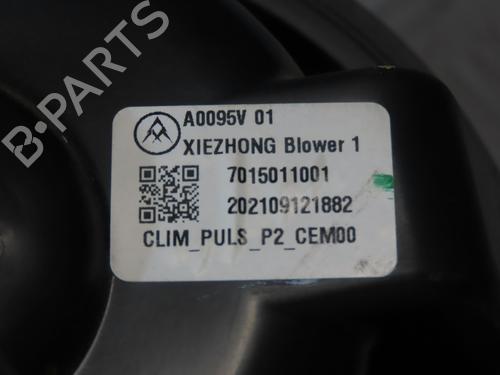 A0095V 01
XIEZHONG Blower 1
7015011001
202109121882
CLIM_PULS_P2_CEM00
B-PARTS